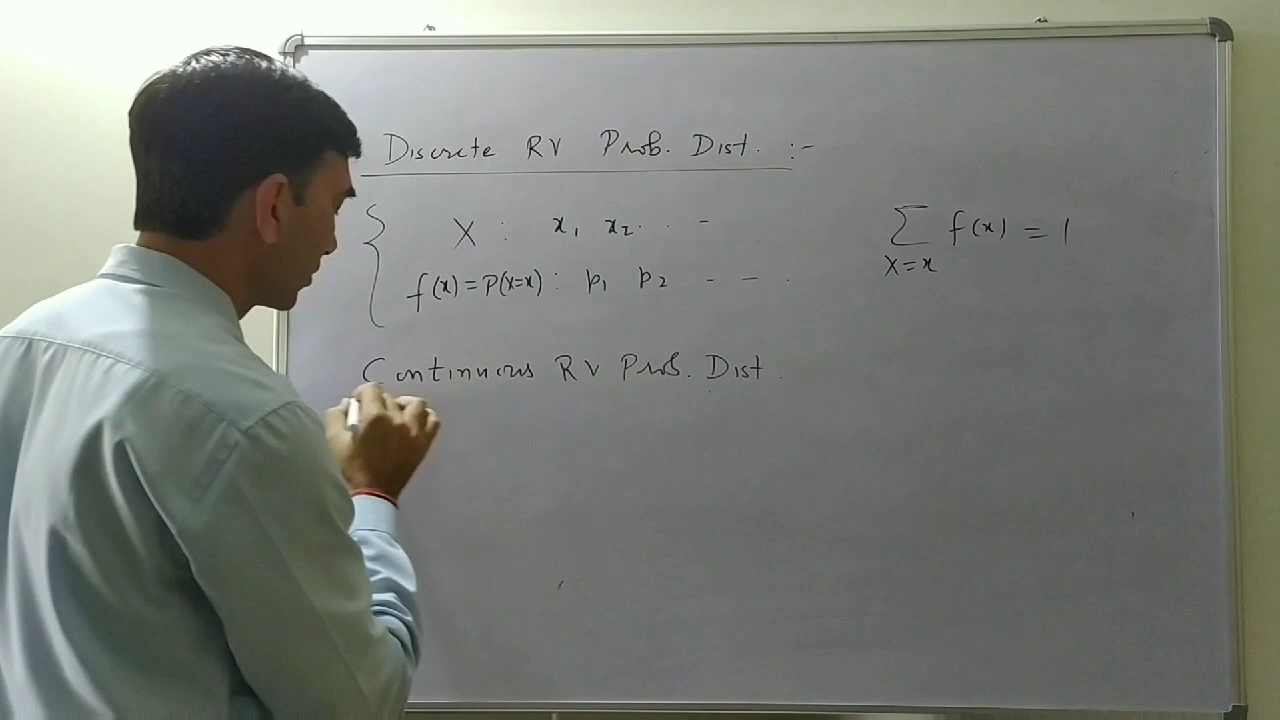 Discrete RV Prob. Dist. :-
X : x₁ x₂ . . -
f(x) = P(X=x) : p₁ p₂ - - .
∑ f(x) = 1
X=x
Continuous RV Prob. Dist.